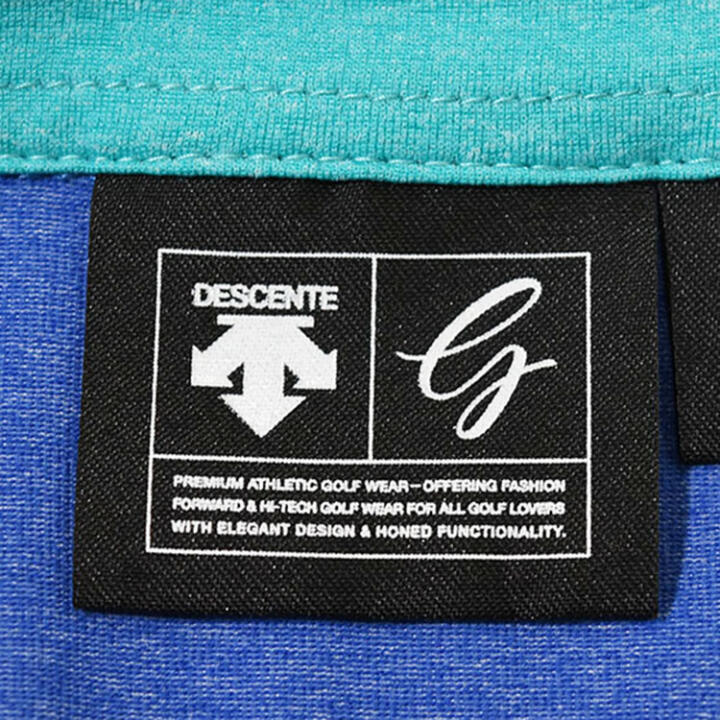 DESCENTE
G
PREMIUM ATHLETIC GOLF WEAR—OFFERING FASHION
FORWARD & HI-TECH GOLF WEAR FOR ALL GOLF LOVERS
WITH ELEGANT DESIGN & HONED FUNCTIONALITY.